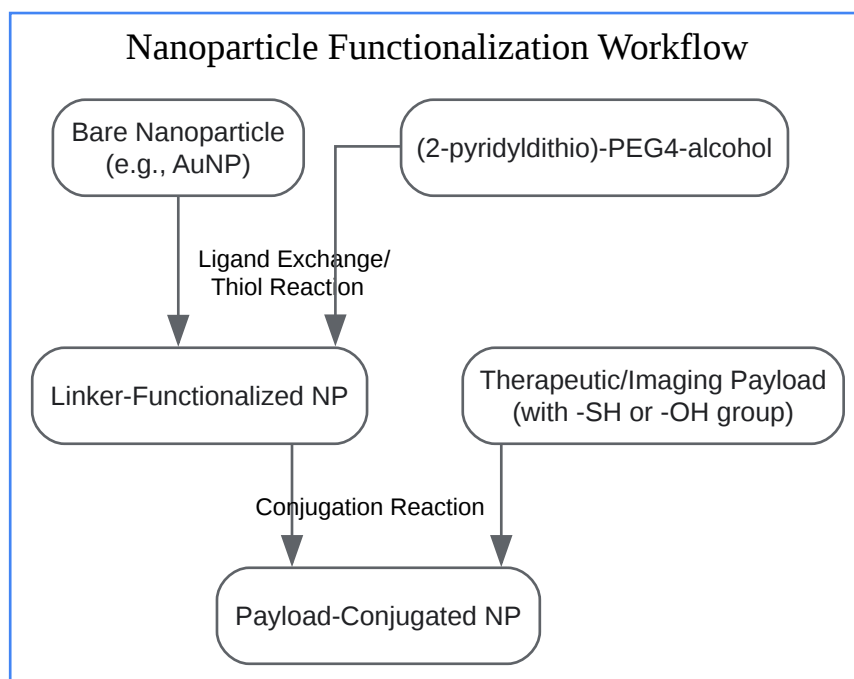 Nanoparticle Functionalization Workflow
Bare Nanoparticle
(e.g., AuNP)
(2-pyridyldithio)-PEG4-alcohol
Ligand Exchange/
Thiol Reaction
Linker-Functionalized NP
Therapeutic/Imaging Payload
(with -SH or -OH group)
Conjugation Reaction
Payload-Conjugated NP